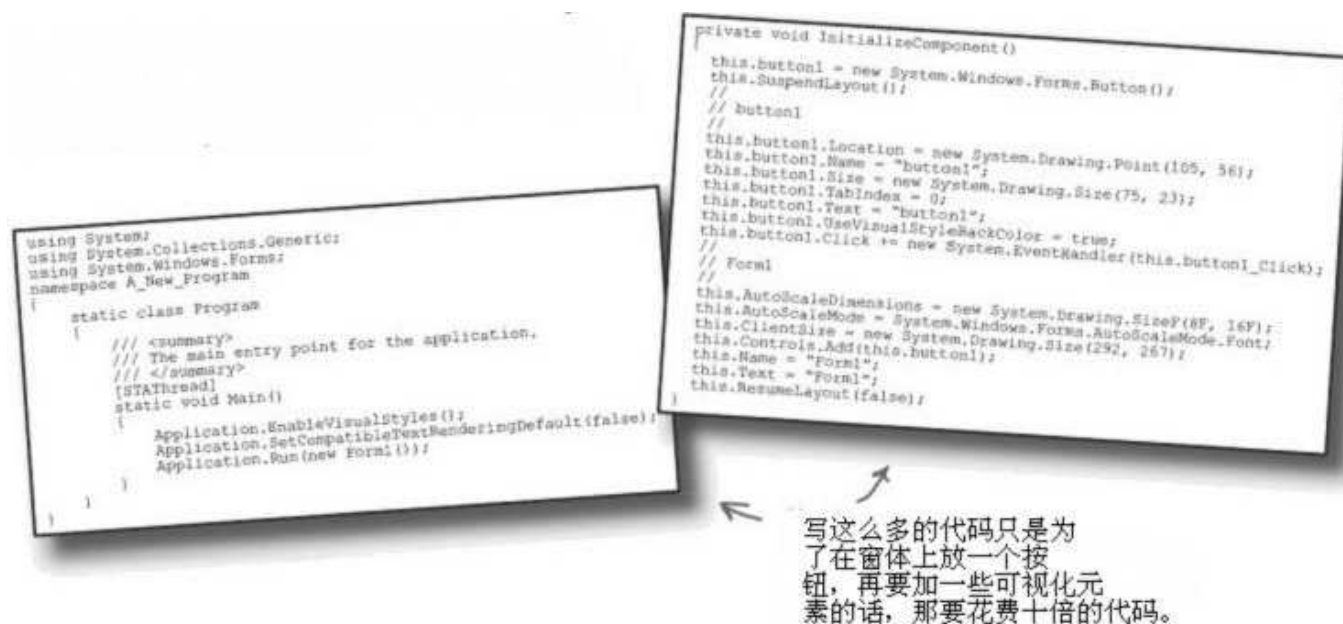 using System;
using System.Collections.Generic;
using System.Windows.Forms;
namespace A_New_Program
{
static class Program
{
/// <summary>
/// The main entry point for the application.
/// </summary>
[STAThread]
static void Main()
{
Application.EnableVisualStyles();
Application.SetCompatibleTextRenderingDefault(false);
Application.Run(new Form1());
}
}
}
private void InitializeComponent()
{
this.button1 = new System.Windows.Forms.Button();
this.SuspendLayout();
//
// button1
//
this.button1.Location = new System.Drawing.Point(105, 56);
this.button1.Name = "button1";
this.button1.Size = new System.Drawing.Size(75, 23);
this.button1.TabIndex = 0;
this.button1.Text = "button1";
this.button1.UseVisualStyleBackColor = true;
this.button1.Click += new System.EventHandler(this.button1_Click);
//
// Form1
//
this.AutoScaleDimensions = new System.Drawing.SizeF(8F, 16F);
this.AutoScaleMode = System.Windows.Forms.AutoScaleMode.Font;
this.ClientSize = new System.Drawing.Size(292, 267);
this.Controls.Add(this.button1);
this.Name = "Form1";
this.Text = "Form1";
this.ResumeLayout(false);
}
写这么多的代码只是为
了在窗体上放一个按
钮，再要加一些可视化元
素的话，那要花费十倍的代码。